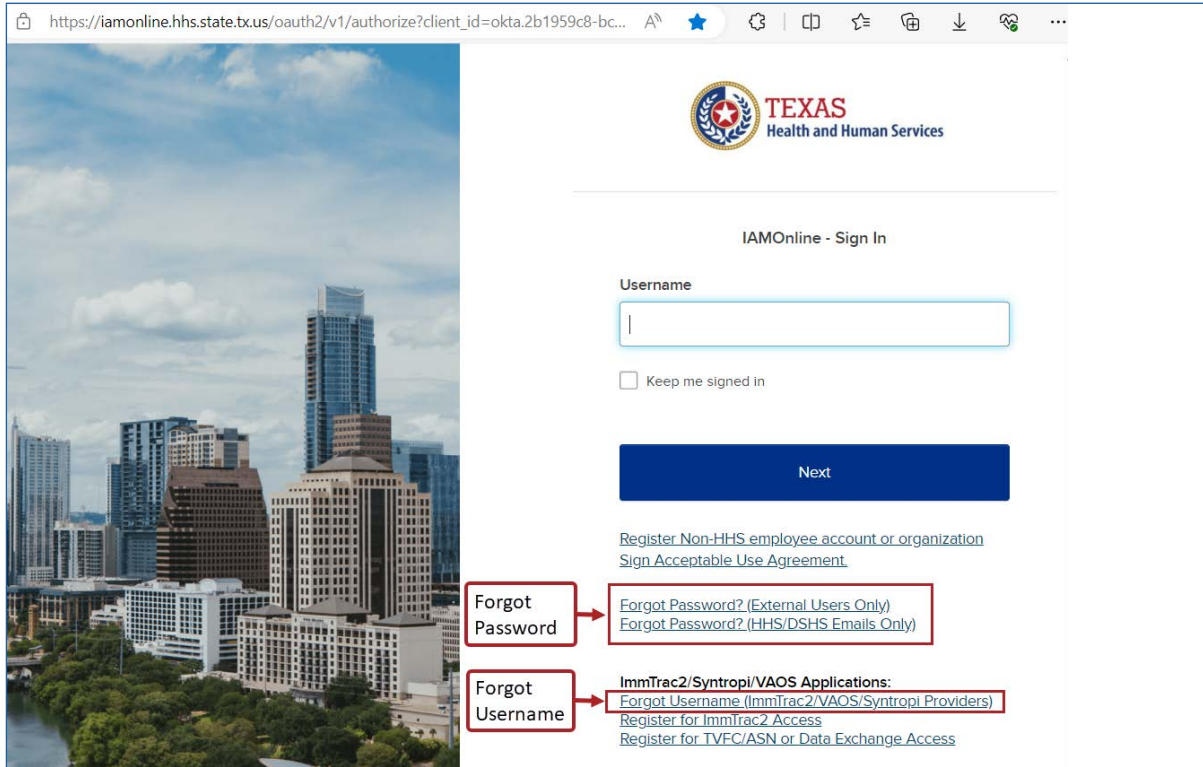 https://iamonline.hhs.state.tx.us/oauth2/v1/authorize?client_id=okta.2b1959c8-bc...
TEXAS
Health and Human Services
IAMOnline - Sign In
Username
Keep me signed in
Next
Register Non-HHS employee account or organization
Sign Acceptable Use Agreement.
Forgot
Password
Forgot Password? (External Users Only)
Forgot Password? (HHS/DSHS Emails Only)
ImmTrac2/Syntropi/VAOS Applications:
Forgot
Username
Forgot Username (ImmTrac2/VAOS/Syntropi Providers)
Register for ImmTrac2 Access
Register for TVFC/ASN or Data Exchange Access